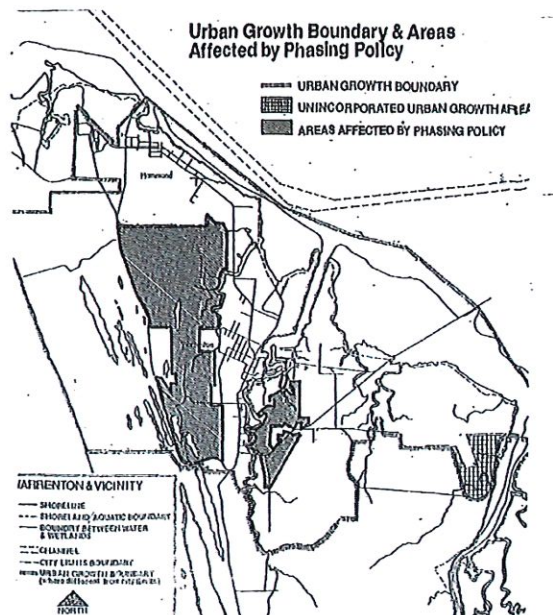 Urban Growth Boundary & Areas
Affected by Phasing Policy
URBAN GROWTH BOUNDARY
UNINCORPORATED URBAN GROWTH AREA
AREAS AFFECTED BY PHASING POLICY
Hammond
WARRENTON & VICINITY
SHORELINE
SHORELAND/AQUATIC BOUNDARY
BOUNDRY BETWEEN WATER
& WETLANDS
CHANNEL
CITY LIMITS BOUNDARY
URBAN GROWTH BOUNDARY
NORTH